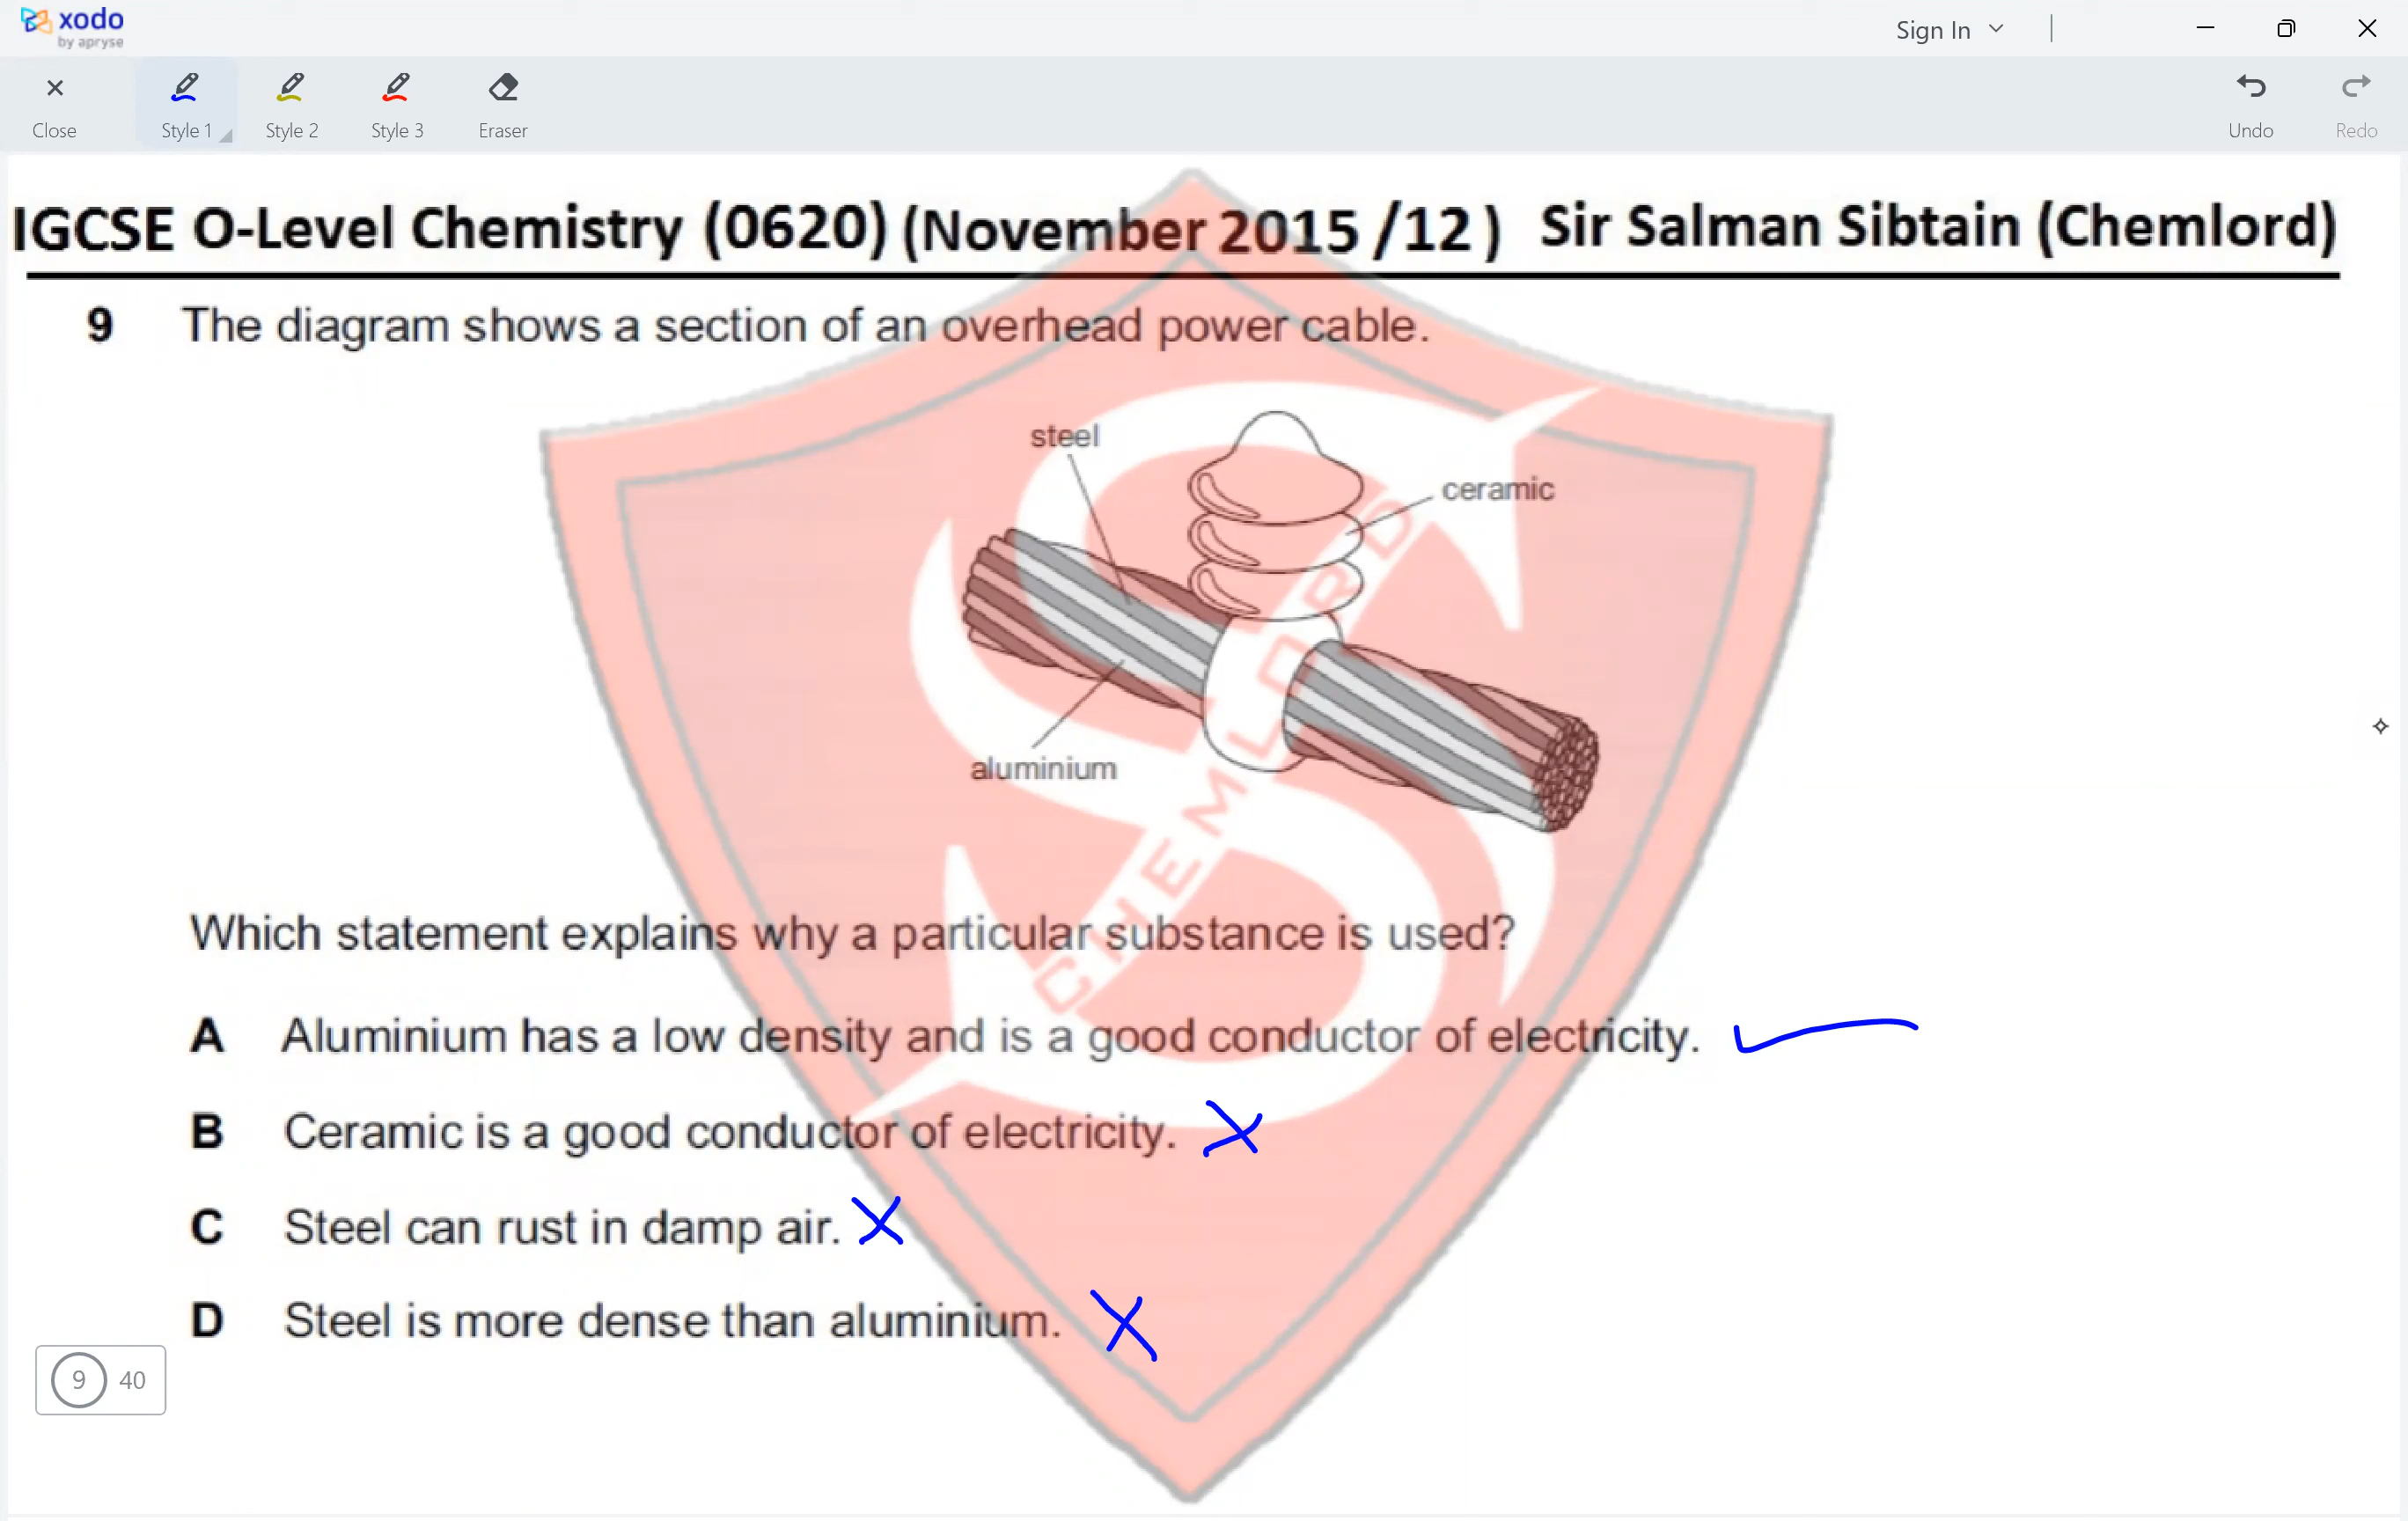 xodo
by apryse
Sign In
Close
Style 1
Style 2
Style 3
Eraser
Undo
Redo
IGCSE O-Level Chemistry (0620) (November 2015 /12 ) Sir Salman Sibtain (Chemlord)
9 The diagram shows a section of an overhead power cable.
steel
ceramic
aluminium
CHEMLORD
Which statement explains why a particular substance is used?
A Aluminium has a low density and is a good conductor of electricity.
B Ceramic is a good conductor of electricity.
C Steel can rust in damp air.
D Steel is more dense than aluminium.
9 40